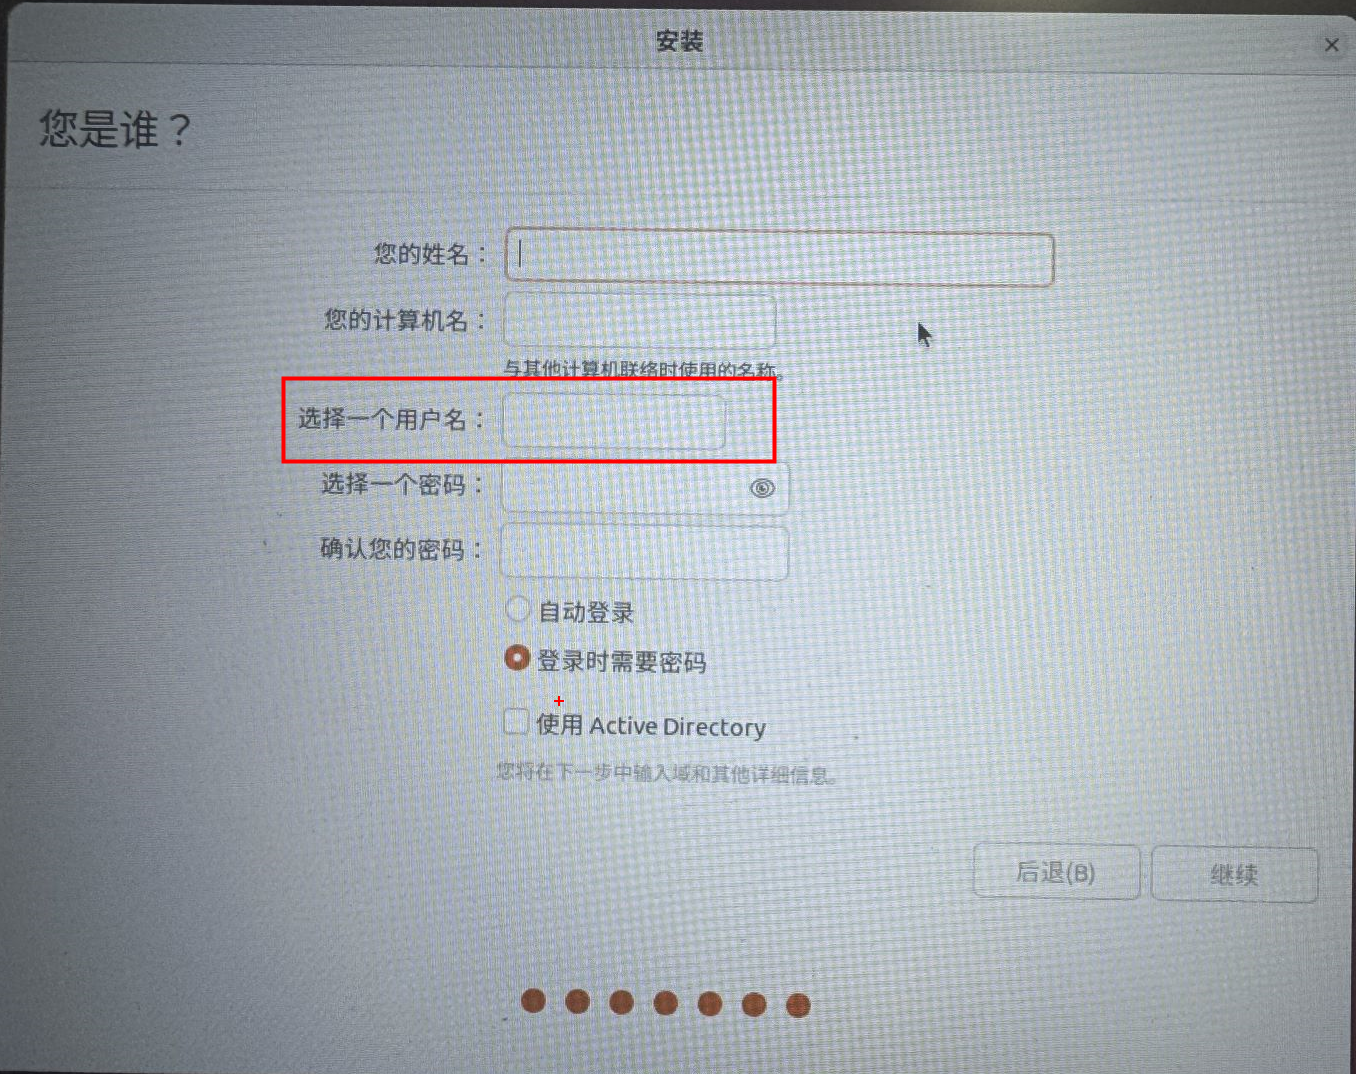 安装
您是谁？
您的姓名：
您的计算机名：
与其他计算机联络时使用的名称。
选择一个用户名：
选择一个密码：
确认您的密码：
自动登录
登录时需要密码
使用 Active Directory
您将在下一步中输入域和其他详细信息。
后退(B)
继续